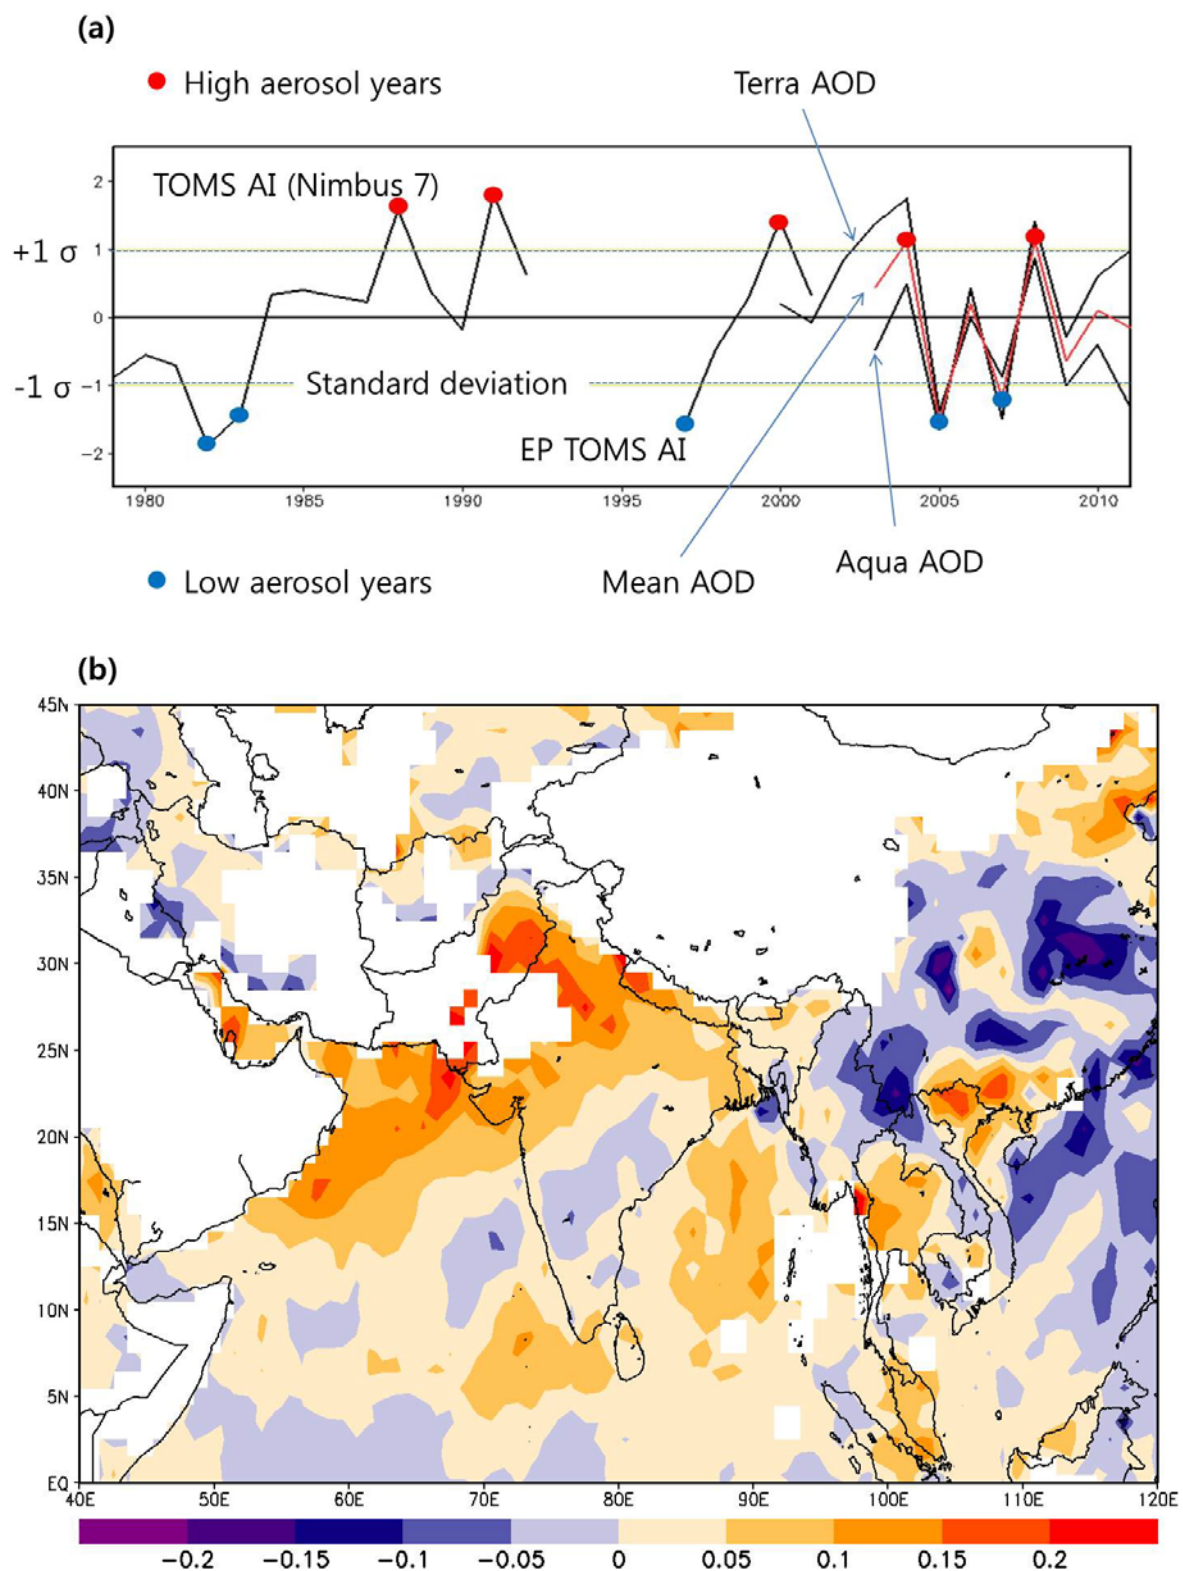 (a)
High aerosol years
Terra AOD
TOMS AI (Nimbus 7)
2
+1 σ
1
0
-1 σ
−1
Standard deviation
−2
EP TOMS AI
1980 1985 1990 1995 2000 2005 2010
Low aerosol years
Mean AOD
Aqua AOD
(b)
45N
40N
35N
30N
25N
20N
15N
10N
5N
EQ
40E 50E 60E 70E 80E 90E 100E 110E 120E
−0.2 −0.15 −0.1 −0.05 0 0.05 0.1 0.15 0.2